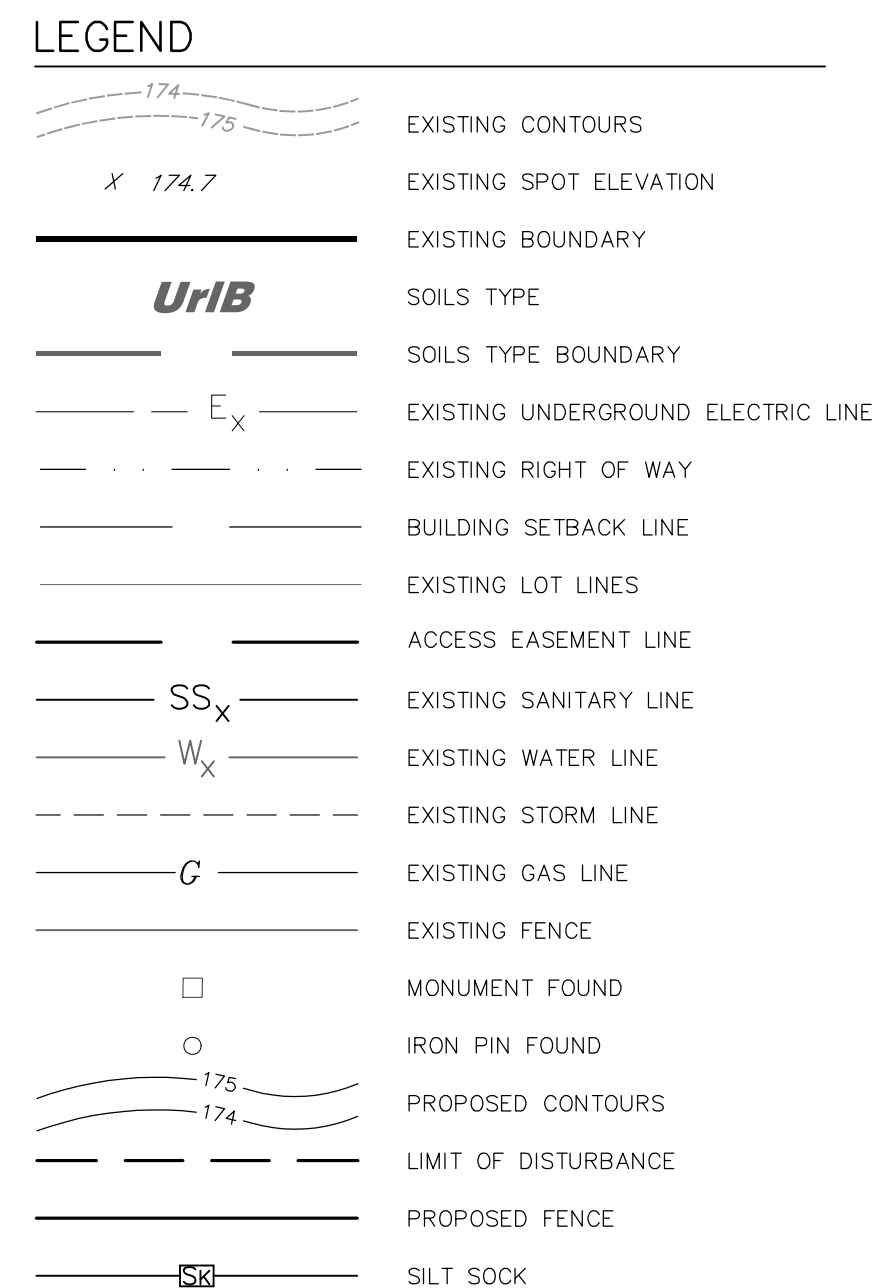 LEGEND
174
175
EXISTING CONTOURS
X 174.7 EXISTING SPOT ELEVATION
EXISTING BOUNDARY
UrlB SOILS TYPE
SOILS TYPE BOUNDARY
EX EXISTING UNDERGROUND ELECTRIC LINE
EXISTING RIGHT OF WAY
BUILDING SETBACK LINE
EXISTING LOT LINES
ACCESS EASEMENT LINE
SSX EXISTING SANITARY LINE
WX EXISTING WATER LINE
EXISTING STORM LINE
G EXISTING GAS LINE
EXISTING FENCE
MONUMENT FOUND
IRON PIN FOUND
175
174
PROPOSED CONTOURS
LIMIT OF DISTURBANCE
PROPOSED FENCE
SK SILT SOCK